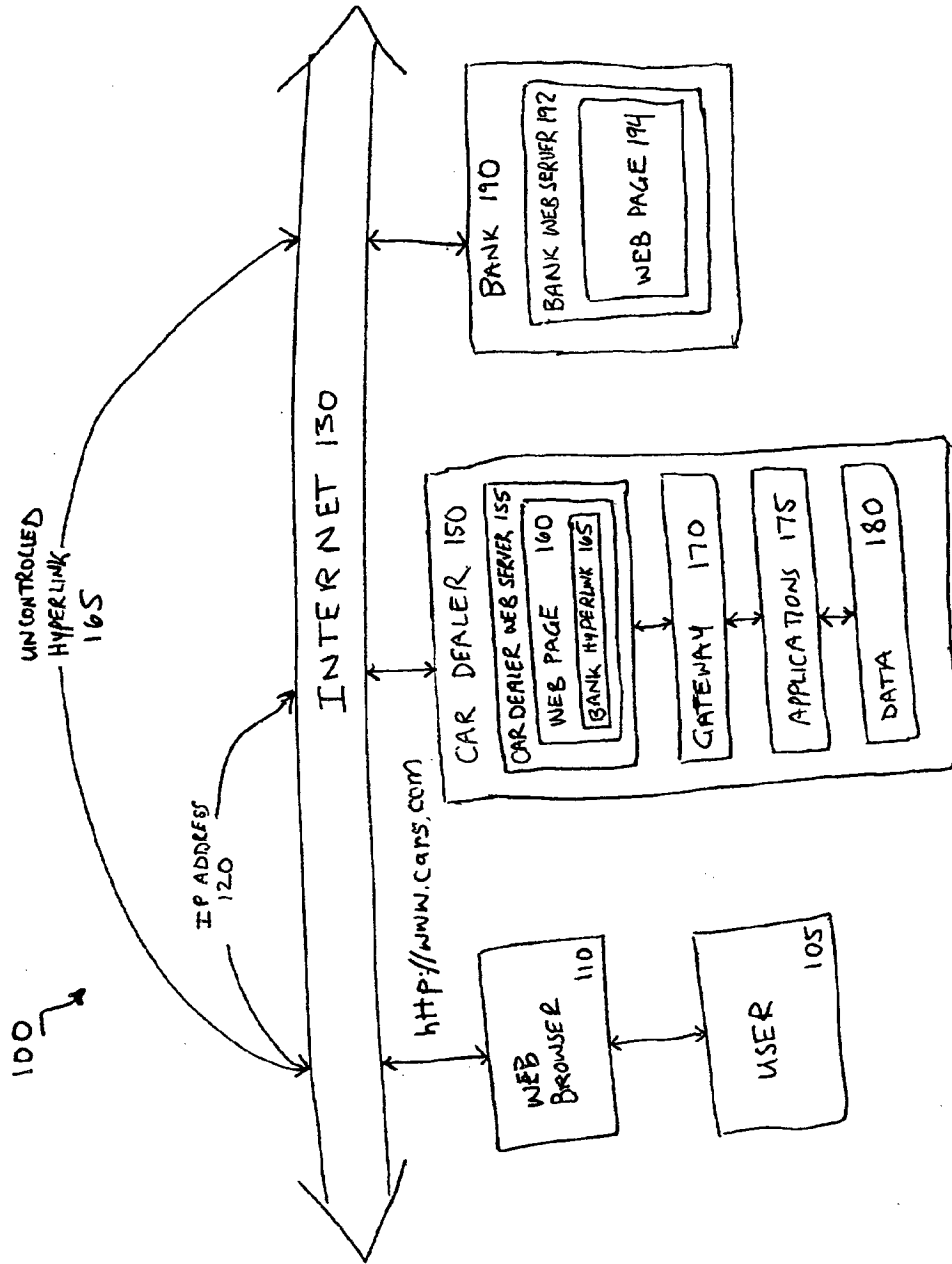 100
UNCONTROLLED
HYPERLINK
165
IP ADDRESS
120
INTERNET 130
http://www.cars.com
WEB
BROWSER
110
USER
105
CAR DEALER 150
CAR DEALER WEB SERVER 155
WEB PAGE 160
BANK HYPERLINK 165
GATEWAY 170
APPLICATIONS 175
DATA 180
BANK 190
BANK WEB SERVER 192
WEB PAGE 194